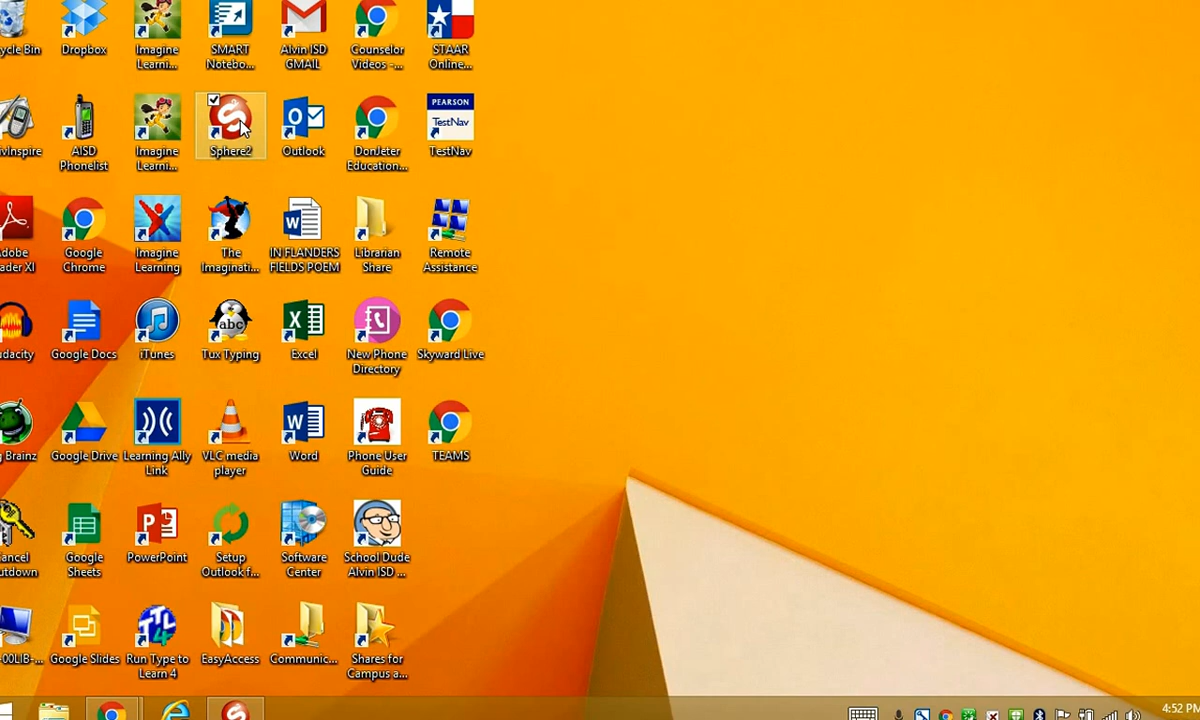 ycle Bin
Dropbox
Imagine
Learni...
SMART
Notebo...
Alvin ISD
GMAIL
Counselor
Videos -...
STAAR
Online...
ivInspire
AISD
Phonelist
Imagine
Learni...
Sphere2
Outlook
DonJeter
Education...
PEARSON
TestNav
TestNav
dobe
ader XI
Google
Chrome
Imagine
Learning
The
Imaginati...
IN FLANDERS
FIELDS POEM
Librarian
Share
Remote
Assistance
udacity
Google Docs
iTunes
abc
Tux Typing
Excel
New Phone
Directory
Skyward Live
g Brainz
Google Drive
Learning Ally
Link
VLC media
player
Word
Phone User
Guide
TEAMS
ancel
utdown
Google
Sheets
PowerPoint
Setup
Outlook f...
Software
Center
School Dude
Alvin ISD ...
-00LIB-...
Google Slides
TTL
4
Run Type to
Learn 4
EasyAccess
Communic...
Shares for
Campus a...
4:52 PM